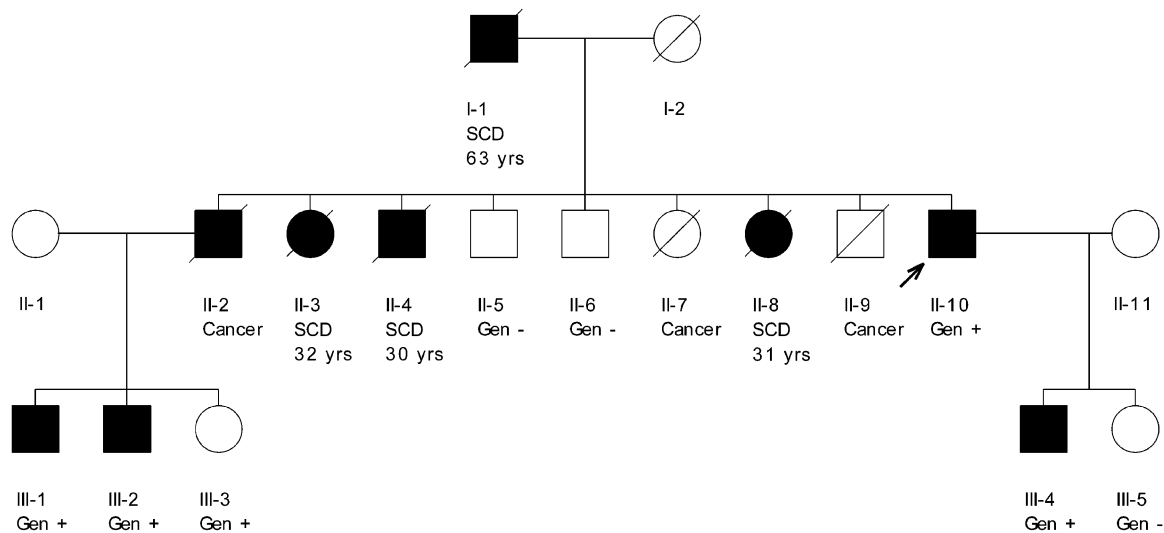 I-1
SCD
63 yrs
I-2
II-1
II-2
Cancer
II-3
SCD
32 yrs
II-4
SCD
30 yrs
II-5
Gen -
II-6
Gen -
II-7
Cancer
II-8
SCD
31 yrs
II-9
Cancer
II-10
Gen +
II-11
III-1
Gen +
III-2
Gen +
III-3
Gen +
III-4
Gen +
III-5
Gen -